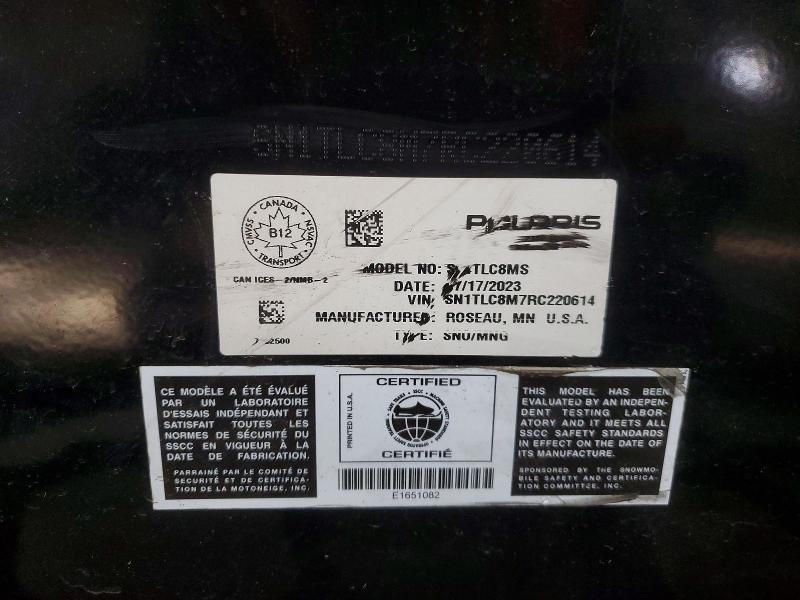 SN1TLC8M7RC220614
CANADA
CMVSS
NSVAC
B12
TRANSPORT
POLARIS
CAN ICES-2/NMB-2
MODEL NO: TLC8MS
DATE: /17/2023
VIN: SN1TLC8M7RC220614
MANUFACTURED: ROSEAU, MN U.S.A.
TYPE: SNO/MNG
CE MODÈLE A ÉTÉ ÉVALUÉ
PAR UN LABORATOIRE
D'ESSAIS INDÉPENDANT ET
SATISFAIT TOUTES LES
NORMES DE SÉCURITÉ DU
SSCC EN VIGUEUR À LA
DATE DE FABRICATION.
PARRAINÉ PAR LE COMITÉ DE
SÉCURITÉ ET DE CERTIFICA-
TION DE LA MOTONEIGE, INC.
PRINTED IN U.S.A.
CERTIFIED
SSCC
CERTIFIÉ
E1651082
THIS MODEL HAS BEEN
EVALUATED BY AN INDEPEN-
DENT TESTING LABOR-
ATORY AND IT MEETS ALL
SSCC SAFETY STANDARDS
IN EFFECT ON THE DATE OF
ITS MANUFACTURE.
SPONSORED BY THE SNOWMO-
BILE SAFETY AND CERTIFICA-
TION COMMITTEE, INC.